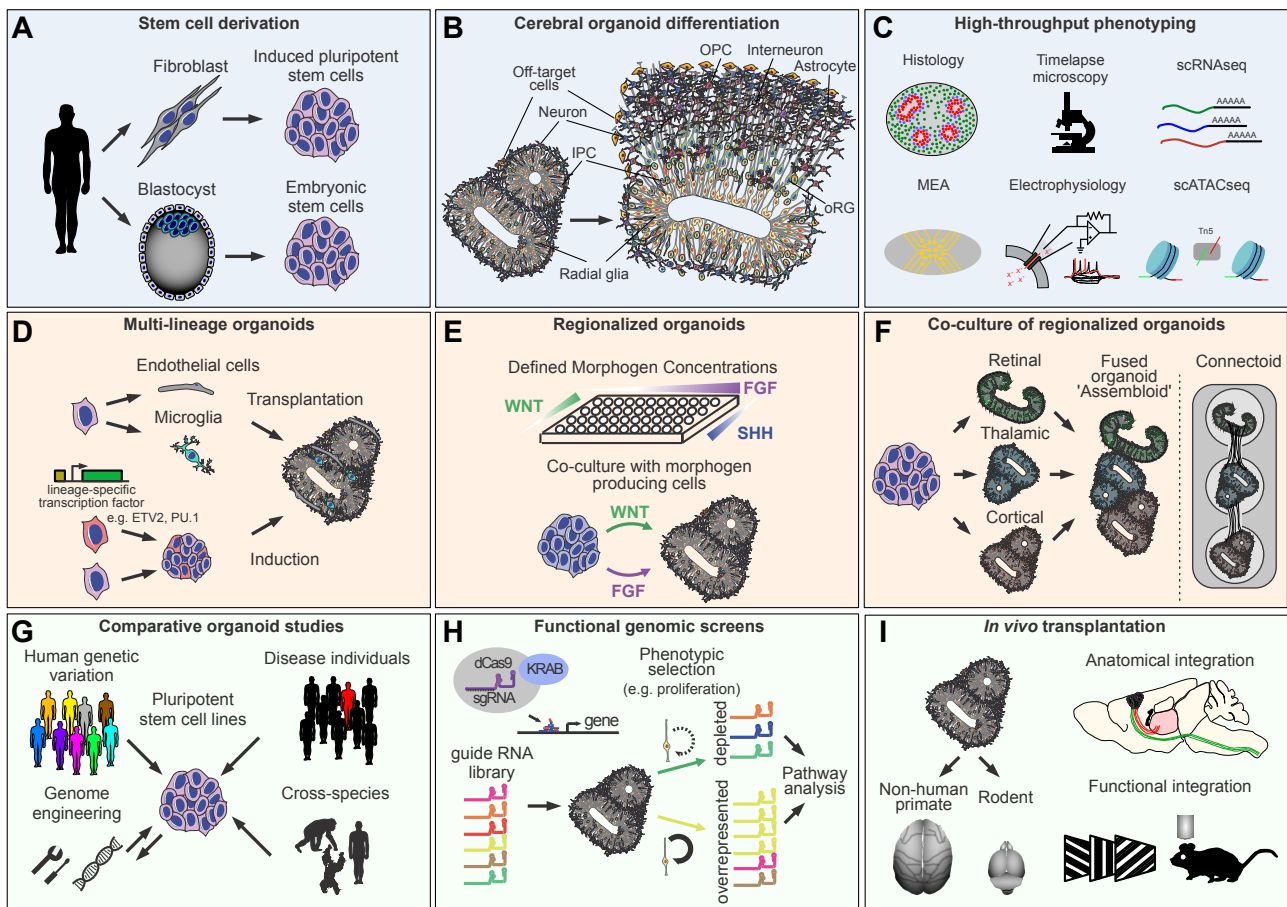 A
Stem cell derivation
Fibroblast
Induced pluripotent
stem cells
Blastocyst
Embryonic
stem cells
B
Cerebral organoid differentiation
OPC
Interneuron
Astrocyte
Off-target
cells
Neuron
IPC
oRG
Radial glia
C
High-throughput phenotyping
Histology
Timelapse
microscopy
scRNAseq
AAAAA
AAAAA
AAAAA
MEA
Electrophysiology
scATACseq
Tn5
X⁻
X⁻
X⁻
X⁻
X⁻
D
Multi-lineage organoids
Endothelial cells
Microglia
Transplantation
lineage-specific
transcription factor
e.g. ETV2, PU.1
Induction
E
Regionalized organoids
Defined Morphogen Concentrations
FGF
WNT
SHH
Co-culture with morphogen
producing cells
WNT
FGF
F
Co-culture of regionalized organoids
Retinal
Fused
organoid
'Assembloid'
Connectoid
Thalamic
Cortical
G
Comparative organoid studies
Human genetic
variation
Disease individuals
Pluripotent
stem cell lines
Genome
engineering
Cross-species
H
Functional genomic screens
dCas9
KRAB
sgRNA
Phenotypic
selection
(e.g. proliferation)
gene
guide RNA
library
depleted
Pathway
analysis
overrepresented
I
In vivo transplantation
Anatomical integration
Non-human
primate
Rodent
Functional integration